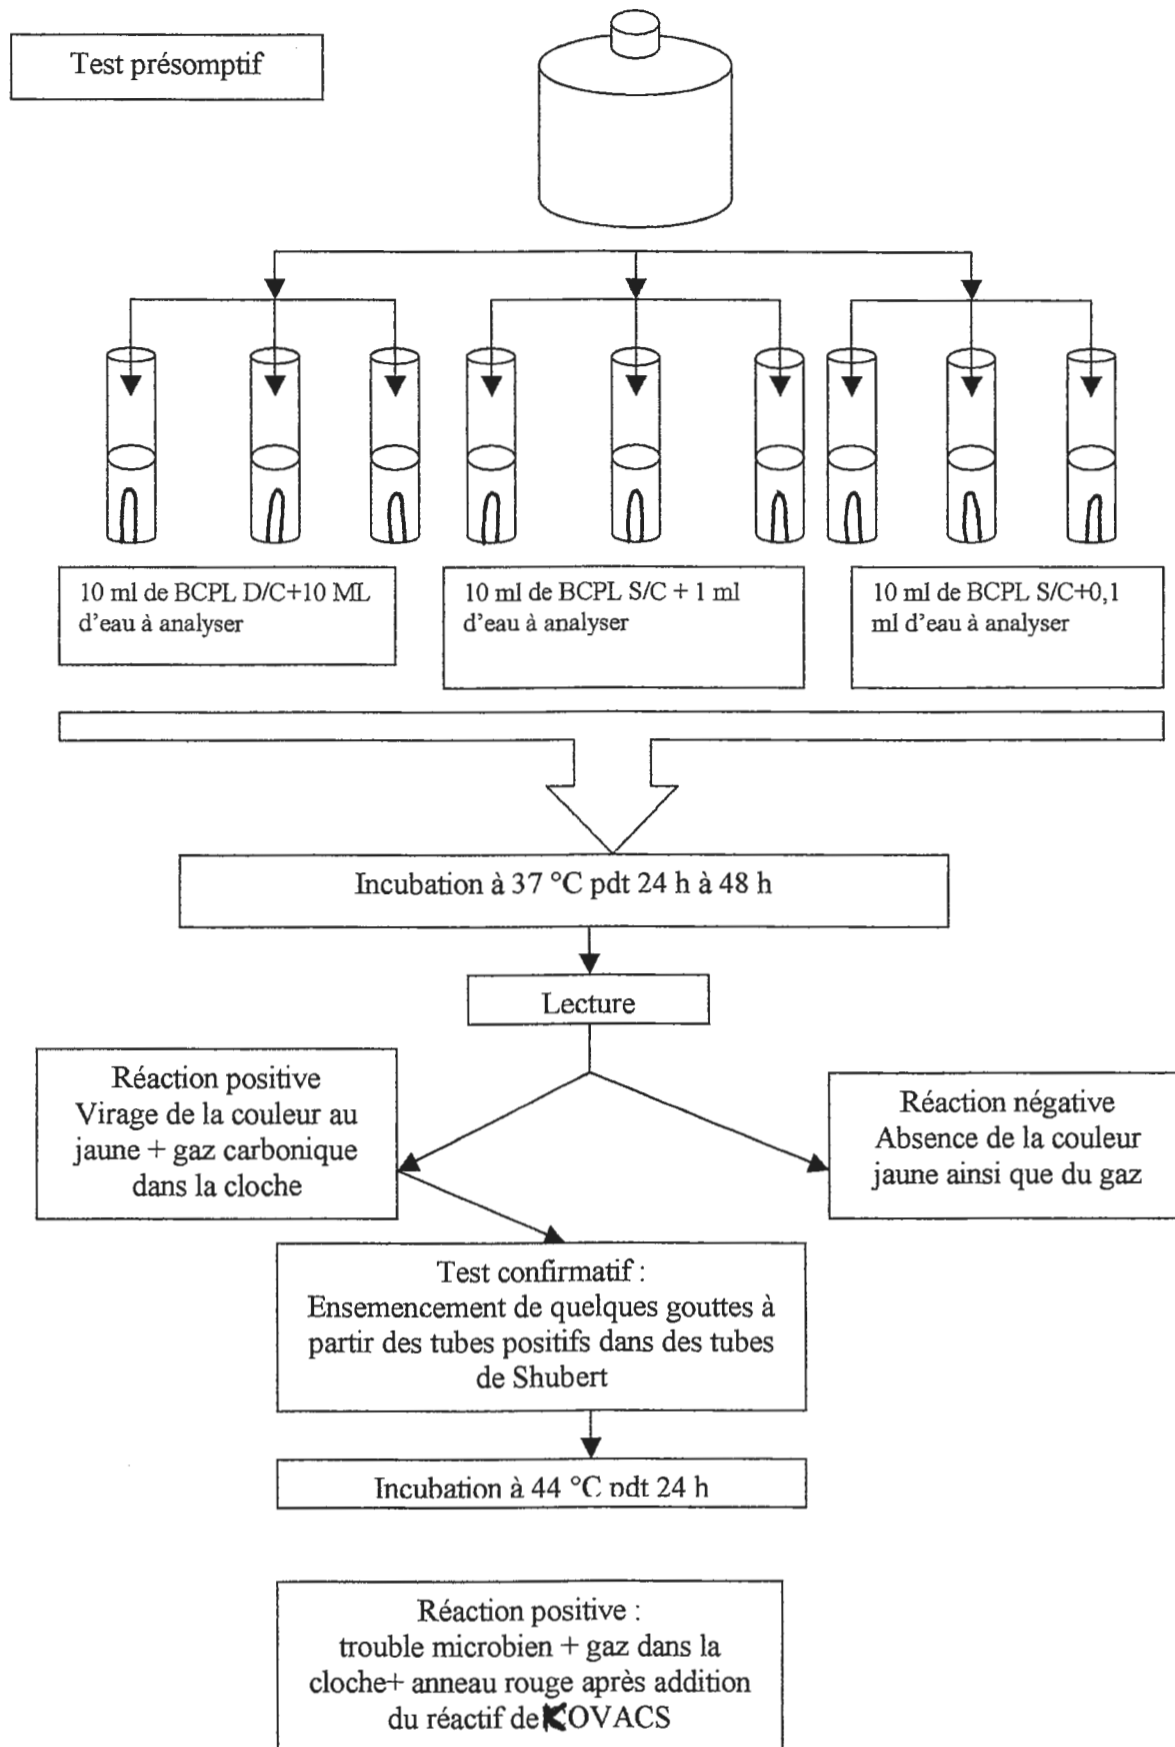 Test présomptif
10 ml de BCPL D/C+10 ML
d'eau à analyser
10 ml de BCPL S/C + 1 ml
d'eau à analyser
10 ml de BCPL S/C+0,1
ml d'eau à analyser
Incubation à 37 °C pdt 24 h à 48 h
Lecture
Réaction positive
Virage de la couleur au
jaune + gaz carbonique
dans la cloche
Réaction négative
Absence de la couleur
jaune ainsi que du gaz
Test confirmatif :
Ensemencement de quelques gouttes à
partir des tubes positifs dans des tubes
de Shubert
Incubation à 44 °C pdt 24 h
Réaction positive :
trouble microbien + gaz dans la
cloche+ anneau rouge après addition
du réactif de KOVACS